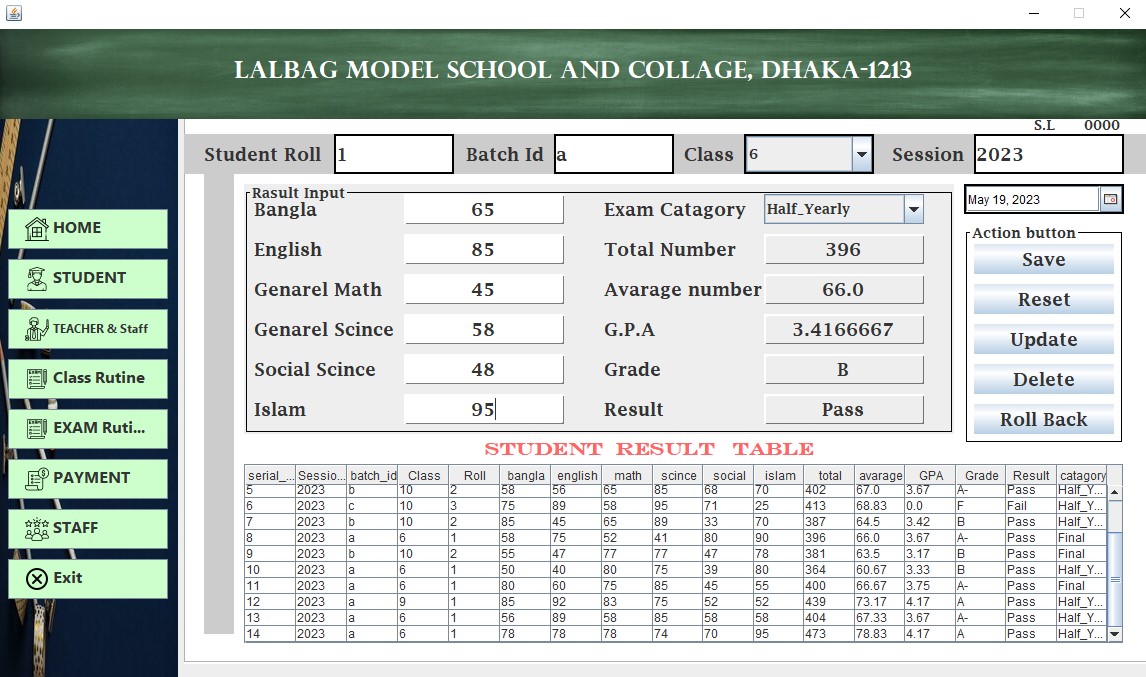 LALBAG MODEL SCHOOL AND COLLAGE, DHAKA-1213
S.L 0000
Student Roll 1 Batch Id a Class 6 Session 2023
HOME
STUDENT
TEACHER & Staff
Class Rutine
EXAM Ruti...
PAYMENT
STAFF
Exit
Rasult Input
Bangla 65 Exam Catagory Half_Yearly
English 85 Total Number 396
Genarel Math 45 Avarage number 66.0
Genarel Scince 58 G.P.A 3.4166667
Social Scince 48 Grade B
Islam 95 Result Pass
May 19, 2023
Action button
Save
Reset
Update
Delete
Roll Back
STUDENT RESULT TABLE
serial_... Sessio... batch_id Class Roll bangla english math scince social islam total avarage GPA Grade Result catagory
5 2023 b 10 2 58 56 65 85 68 70 402 67.0 3.67 A- Pass Half_Y...
6 2023 c 10 3 75 89 58 95 71 25 413 68.83 0.0 F Fail Half_Y...
7 2023 b 10 2 85 45 65 89 33 70 387 64.5 3.42 B Pass Half_Y...
8 2023 a 6 1 58 75 52 41 80 90 396 66.0 3.67 A- Pass Final
9 2023 b 10 2 55 47 77 77 47 78 381 63.5 3.17 B Pass Final
10 2023 a 6 1 50 40 80 75 39 80 364 60.67 3.33 B Pass Half_Y...
11 2023 a 6 1 80 60 75 85 45 55 400 66.67 3.75 A- Pass Final
12 2023 a 9 1 85 92 83 75 52 52 439 73.17 4.17 A Pass Half_Y...
13 2023 a 6 1 56 89 58 85 58 58 404 67.33 3.67 A- Pass Half_Y...
14 2023 a 6 1 78 78 78 74 70 95 473 78.83 4.17 A Pass Half_Y...